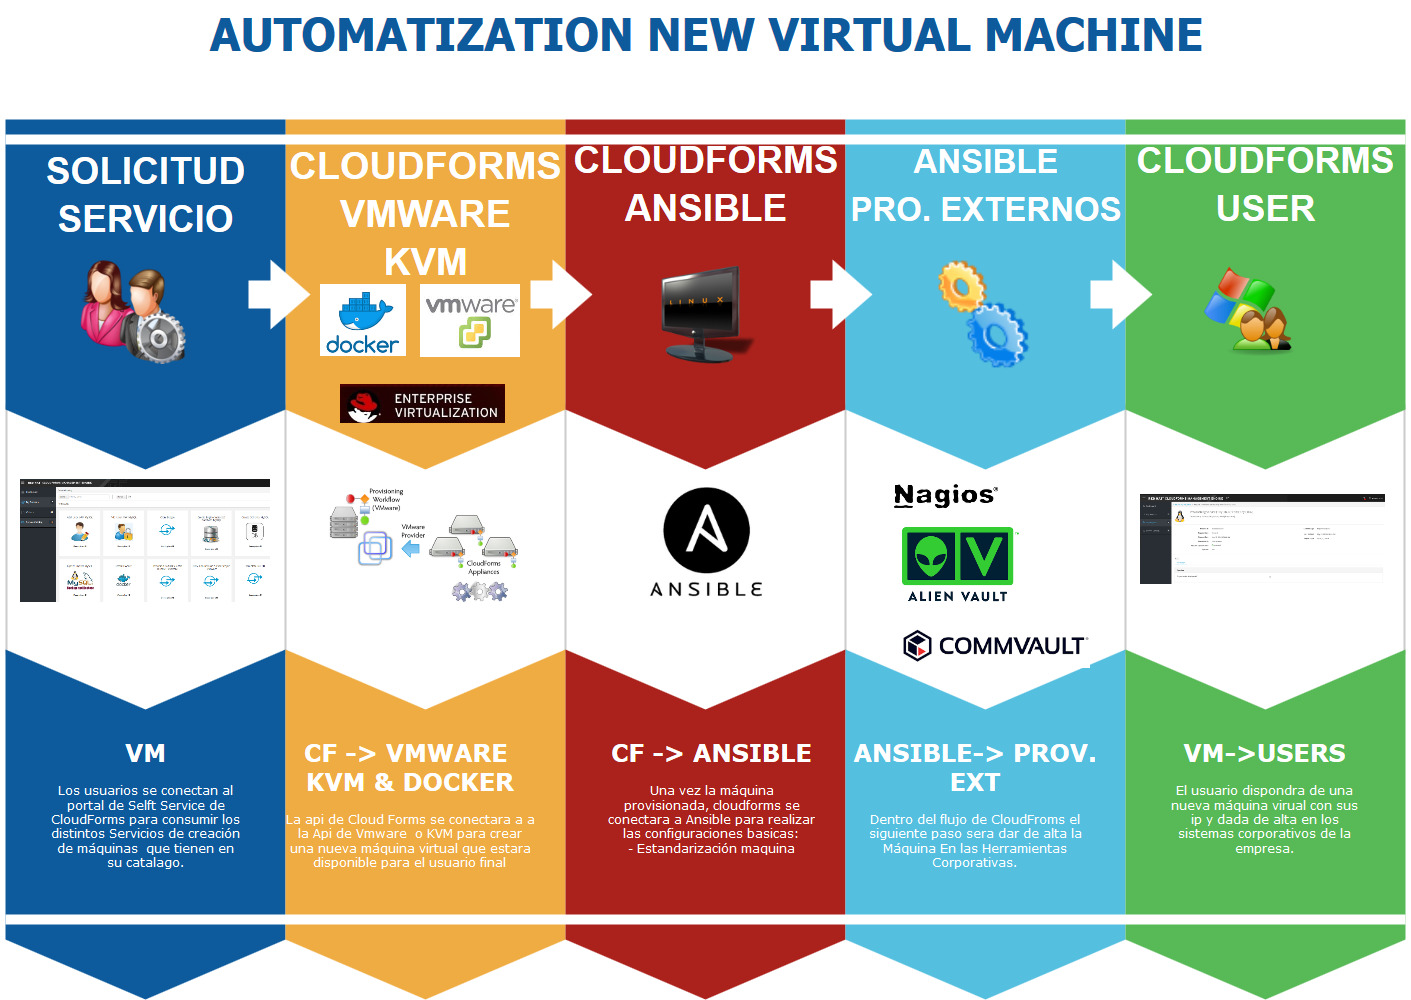 AUTOMATIZATION NEW VIRTUAL MACHINE
SOLICITUD
SERVICIO
CLOUDFORMS
VMWARE
KVM
docker
vmware®
ENTERPRISE
VIRTUALIZATION
CLOUDFORMS
ANSIBLE
LINUX
ANSIBLE
PRO. EXTERNOS
CLOUDFORMS
USER
MySQL
docker
Provisioning
Workflow
(VMware)
VMware
Provider
CloudForms
Appliances
ANSIBLE
Nagios®
ALIEN VAULT
COMMVAULT
RED HAT CLOUDFORMS MANAGEMENT ENGINE
VM
Los usuarios se conectan al
portal de Selft Service de
CloudForms para consumir los
distintos Servicios de creación
de máquinas que tienen en
su catalago.
CF -> VMWARE
KVM & DOCKER
La api de Cloud Forms se conectara a a
la Api de Vmware o KVM para crear
una nueva máquina virtual que estara
disponible para el usuario final
CF -> ANSIBLE
Una vez la máquina
provisionada, cloudforms se
conectara a Ansible para realizar
las configuraciones basicas:
- Estandarización maquina
ANSIBLE-> PROV.
EXT
Dentro del flujo de CloudFroms el
siguiente paso sera dar de alta la
Máquina En las Herramientas
Corporativas.
VM->USERS
El usuario dispondra de una
nueva máquina virual con sus
ip y dada de alta en los
sistemas corporativos de la
empresa.